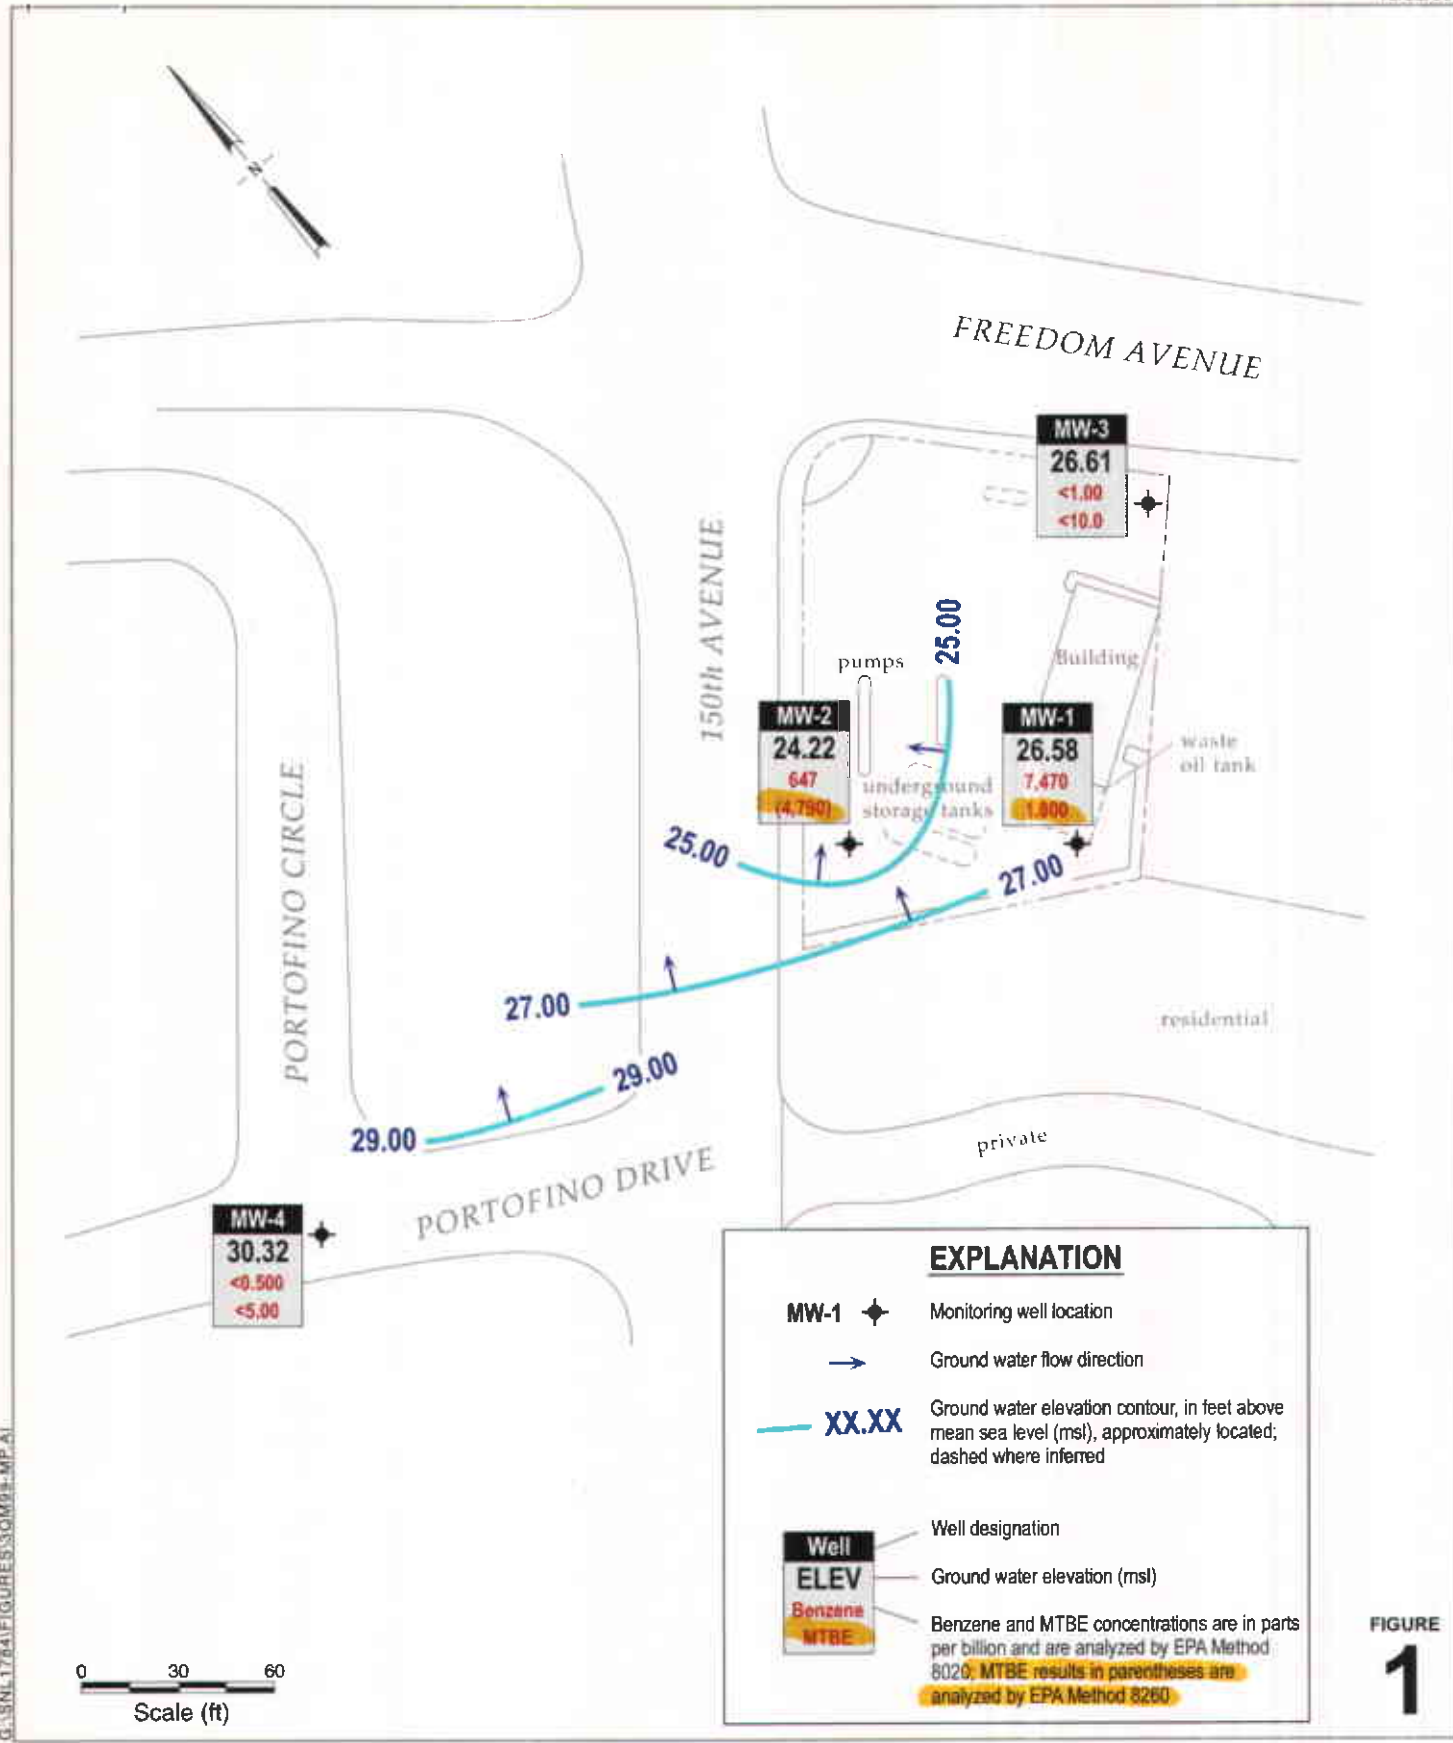 N
FREEDOM AVENUE
MW-3
26.61
<1.00
<10.0
150th AVENUE
25.00
pumps
Building
MW-2
24.22
647
(4,790)
MW-1
26.58
7,470
1,800
waste
oil tank
underground
storage tanks
25.00
27.00
PORTOFINO CIRCLE
27.00
residential
29.00
29.00
private
PORTOFINO DRIVE
MW-4
30.32
<0.500
<5.00
EXPLANATION
MW-1 Monitoring well location
Ground water flow direction
XX.XX Ground water elevation contour, in feet above
mean sea level (msl), approximately located;
dashed where inferred
Well Well designation
ELEV Ground water elevation (msl)
Benzene
MTBE
Benzene and MTBE concentrations are in parts
per billion and are analyzed by EPA Method
8020; MTBE results in parentheses are
analyzed by EPA Method 8260
0 30 60
Scale (ft)
FIGURE
1
G:\SNL1784\FIGURES\3QM99-MP.AI